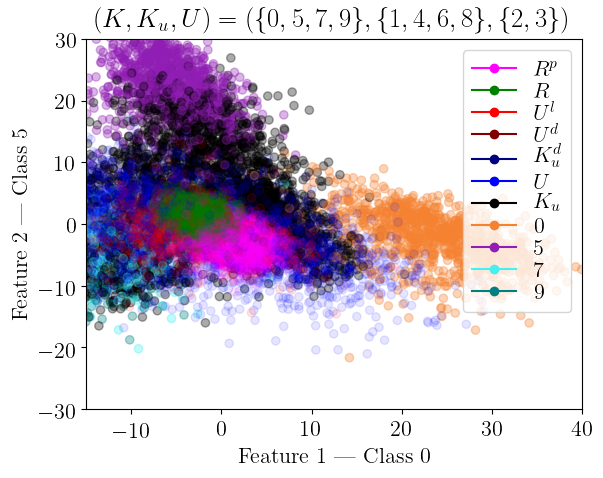 (K, K_u, U) = ({0, 5, 7, 9}, {1, 4, 6, 8}, {2, 3})
30
20
10
0
−10
−20
−30
Feature 2 — Class 5
R^p
R
U^l
U^d
K_u^d
U
K_u
0
5
7
9
−10
0
10
20
30
40
Feature 1 — Class 0